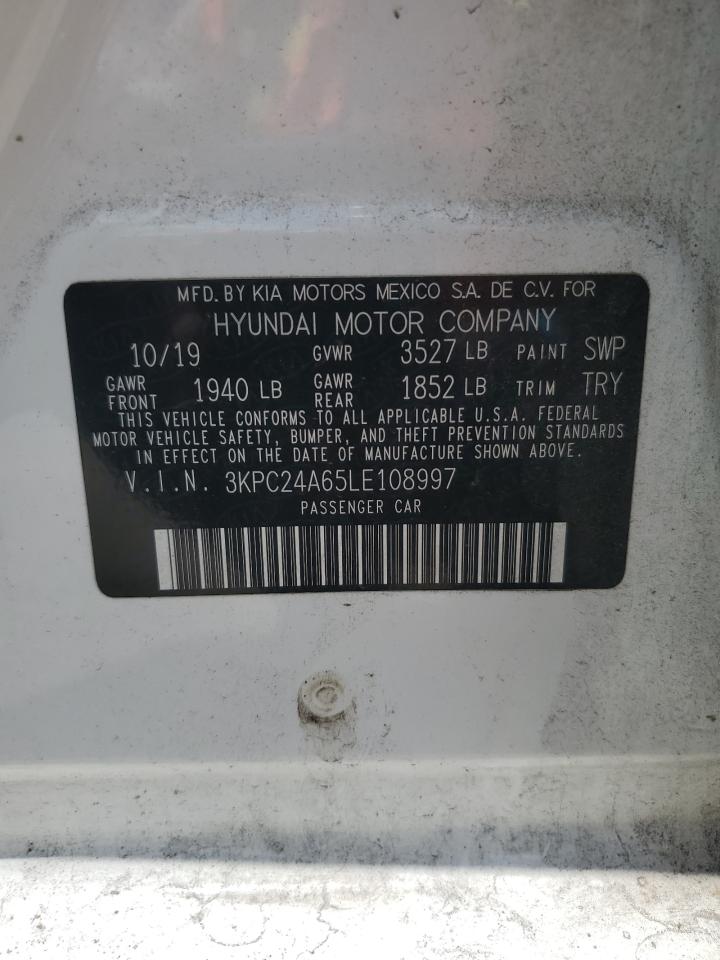 MFD. BY KIA MOTORS MEXICO S.A. DE C.V. FOR
HYUNDAI MOTOR COMPANY
10/19 GVWR 3527 LB PAINT SWP
GAWR FRONT 1940 LB GAWR REAR 1852 LB TRIM TRY
THIS VEHICLE CONFORMS TO ALL APPLICABLE U.S.A. FEDERAL
MOTOR VEHICLE SAFETY, BUMPER, AND THEFT PREVENTION STANDARDS
IN EFFECT ON THE DATE OF MANUFACTURE SHOWN ABOVE.
V.I.N. 3KPC24A65LE108997
PASSENGER CAR